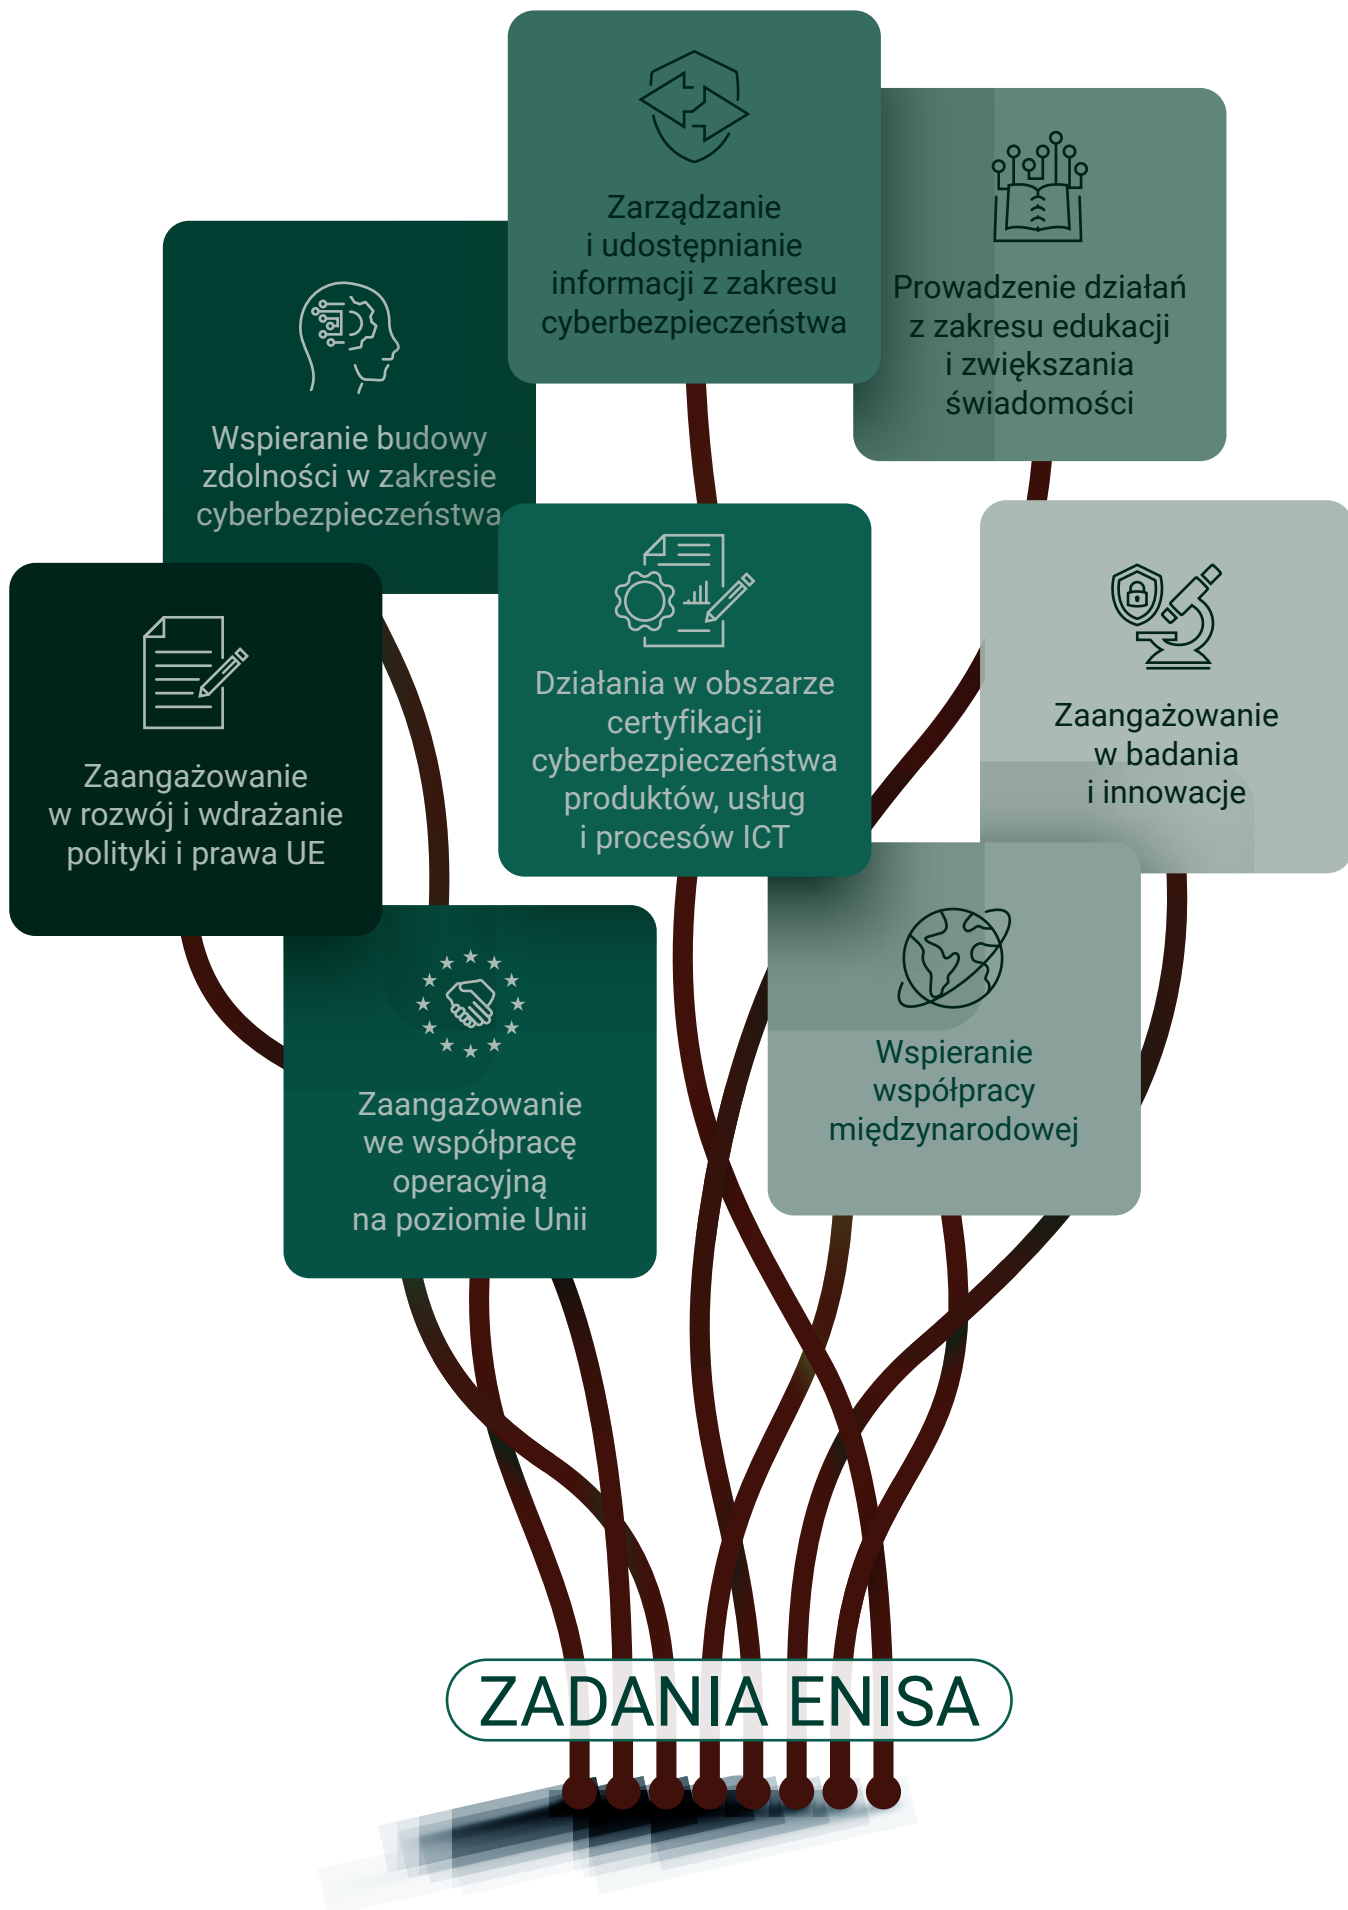 Zarządzanie
i udostępnianie
informacji z zakresu
cyberbezpieczeństwa
Prowadzenie działań
z zakresu edukacji
i zwiększania
świadomości
Wspieranie budowy
zdolności w zakresie
cyberbezpieczeństwa
Działania w obszarze
certyfikacji
cyberbezpieczeństwa
produktów, usług
i procesów ICT
Zaangażowanie
w badania
i innowacje
Zaangażowanie
w rozwój i wdrażanie
polityki i prawa UE
Wspieranie
współpracy
międzynarodowej
Zaangażowanie
we współpracę
operacyjną
na poziomie Unii
ZADANIA ENISA